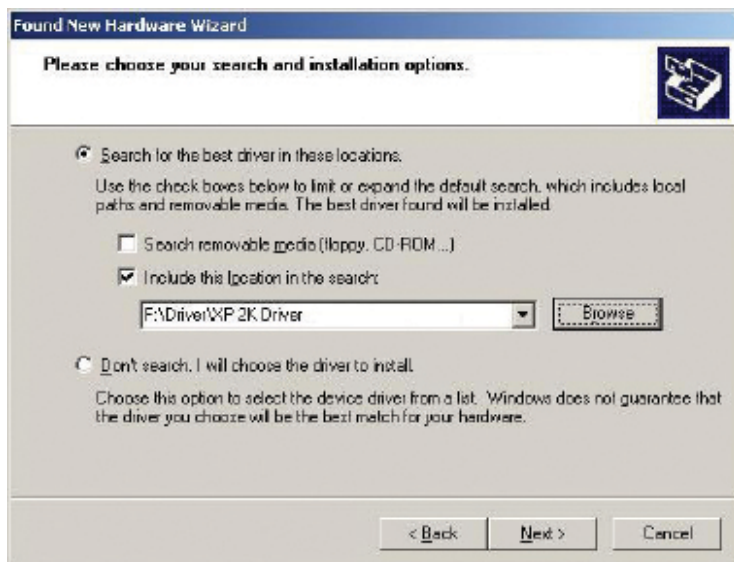 Found New Hardware Wizard
Please choose your search and installation options.
Search for the best driver in these locations.
Use the check boxes below to limit or expand the default search, which includes local
paths and removable media. The best driver found will be installed.
Search removable media (floppy, CD-ROM...)
Include this location in the search:
F:\Driver\XP 2K Driver
Browse
Don't search. I will choose the driver to install.
Choose this option to select the device driver from a list. Windows does not guarantee that
the driver you choose will be the best match for your hardware.
< Back
Next >
Cancel